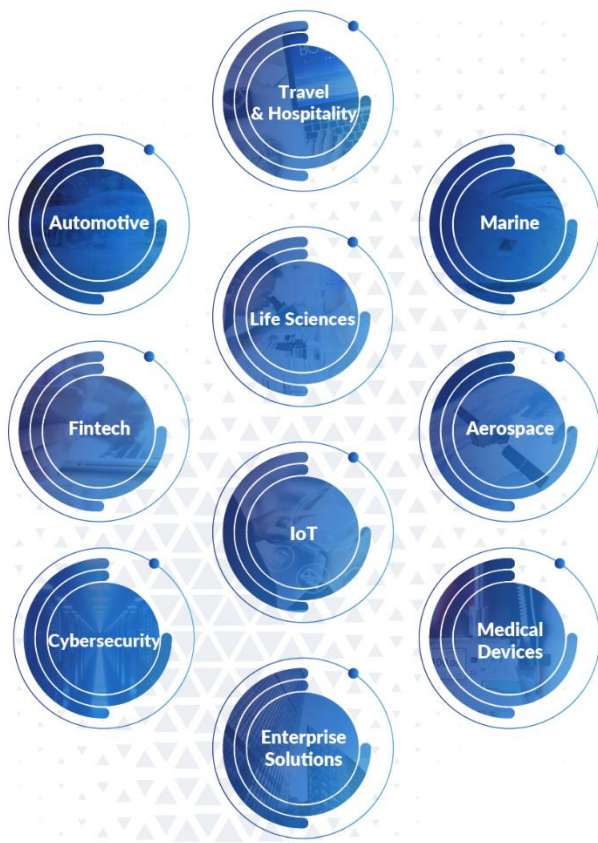 Travel
& Hospitality
Automotive
Marine
Life Sciences
Fintech
Aerospace
IoT
Cybersecurity
Medical
Devices
Enterprise
Solutions